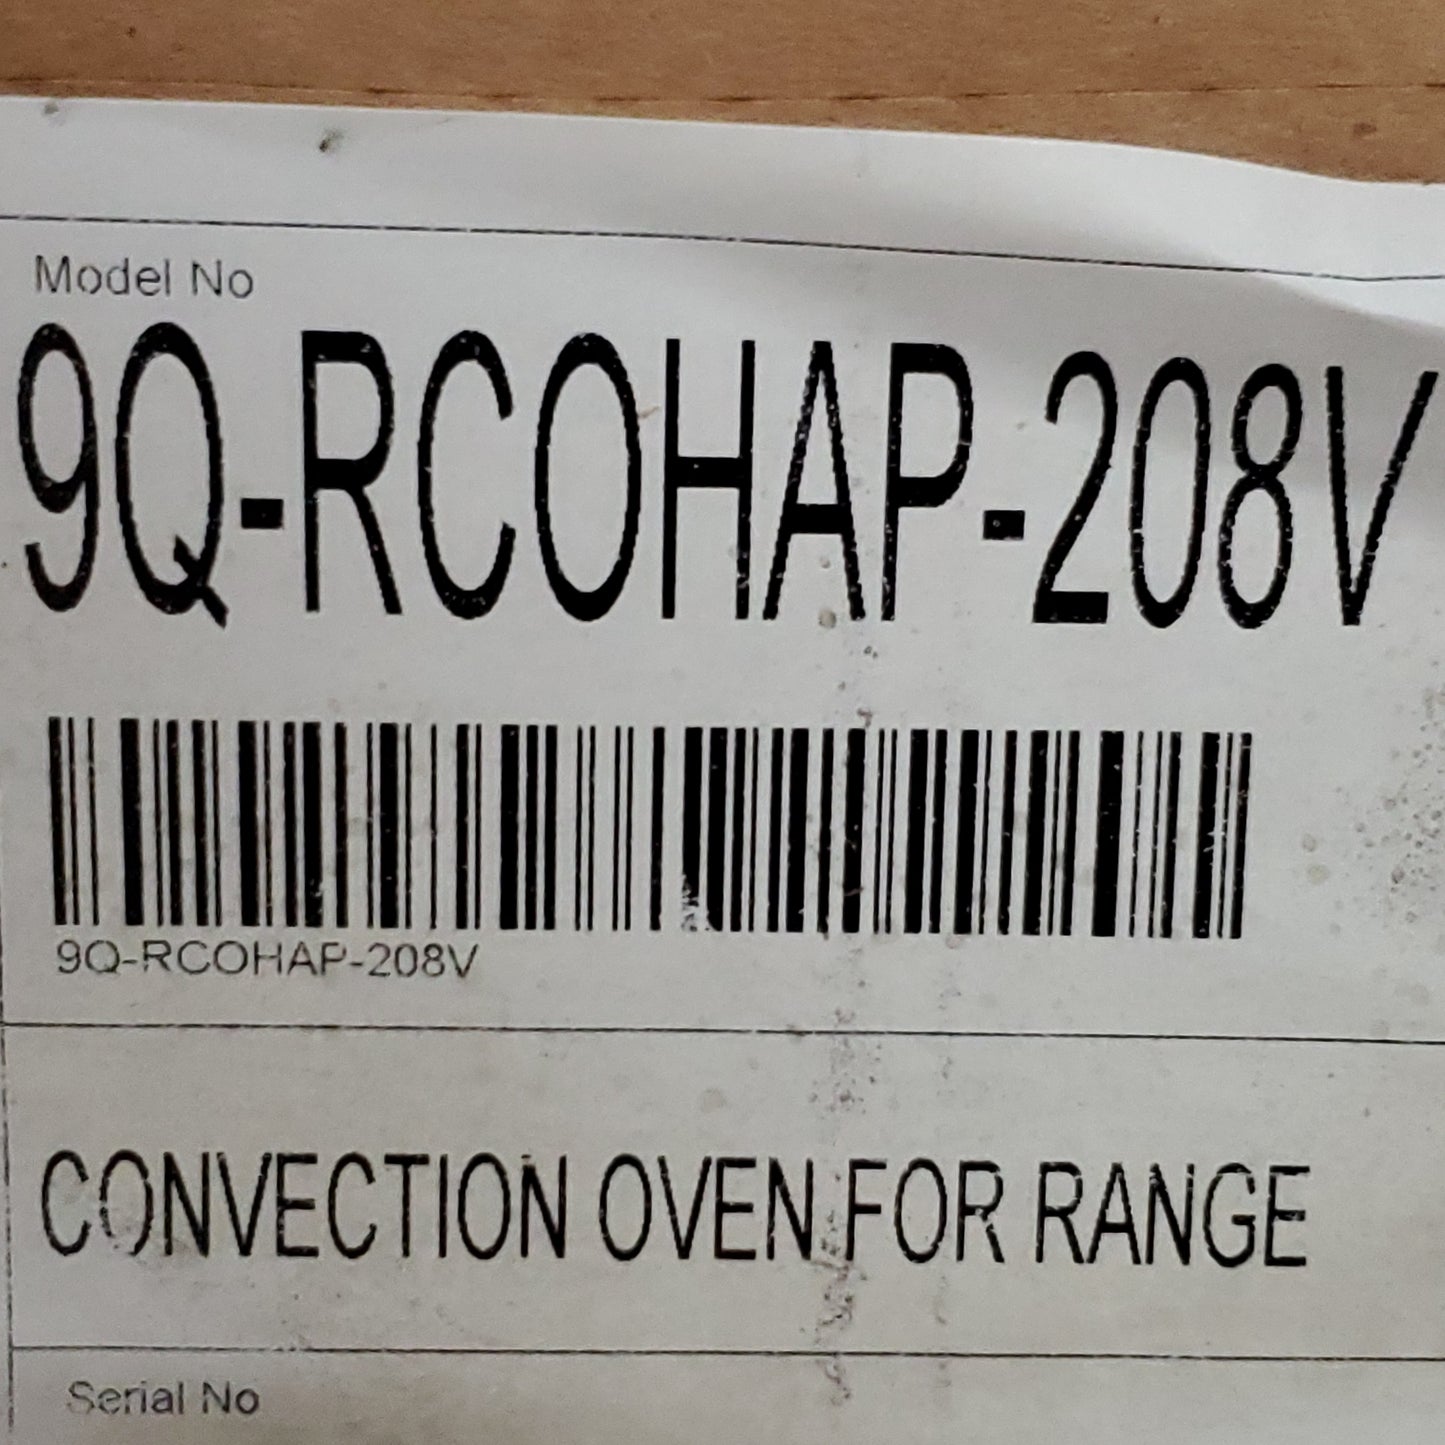 Model No
9Q-RCOHAP-208V
9Q-RCOHAP-208V
CONVECTION OVEN FOR RANGE
Serial No